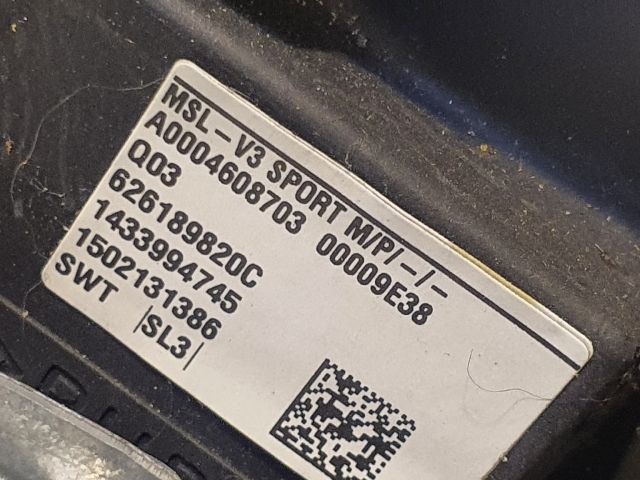 MSL-V3 SPORT M/P/-/-
A0004608703 00009E38
Q03
626189820C
1433994745
1502131386
SWT |SL3|